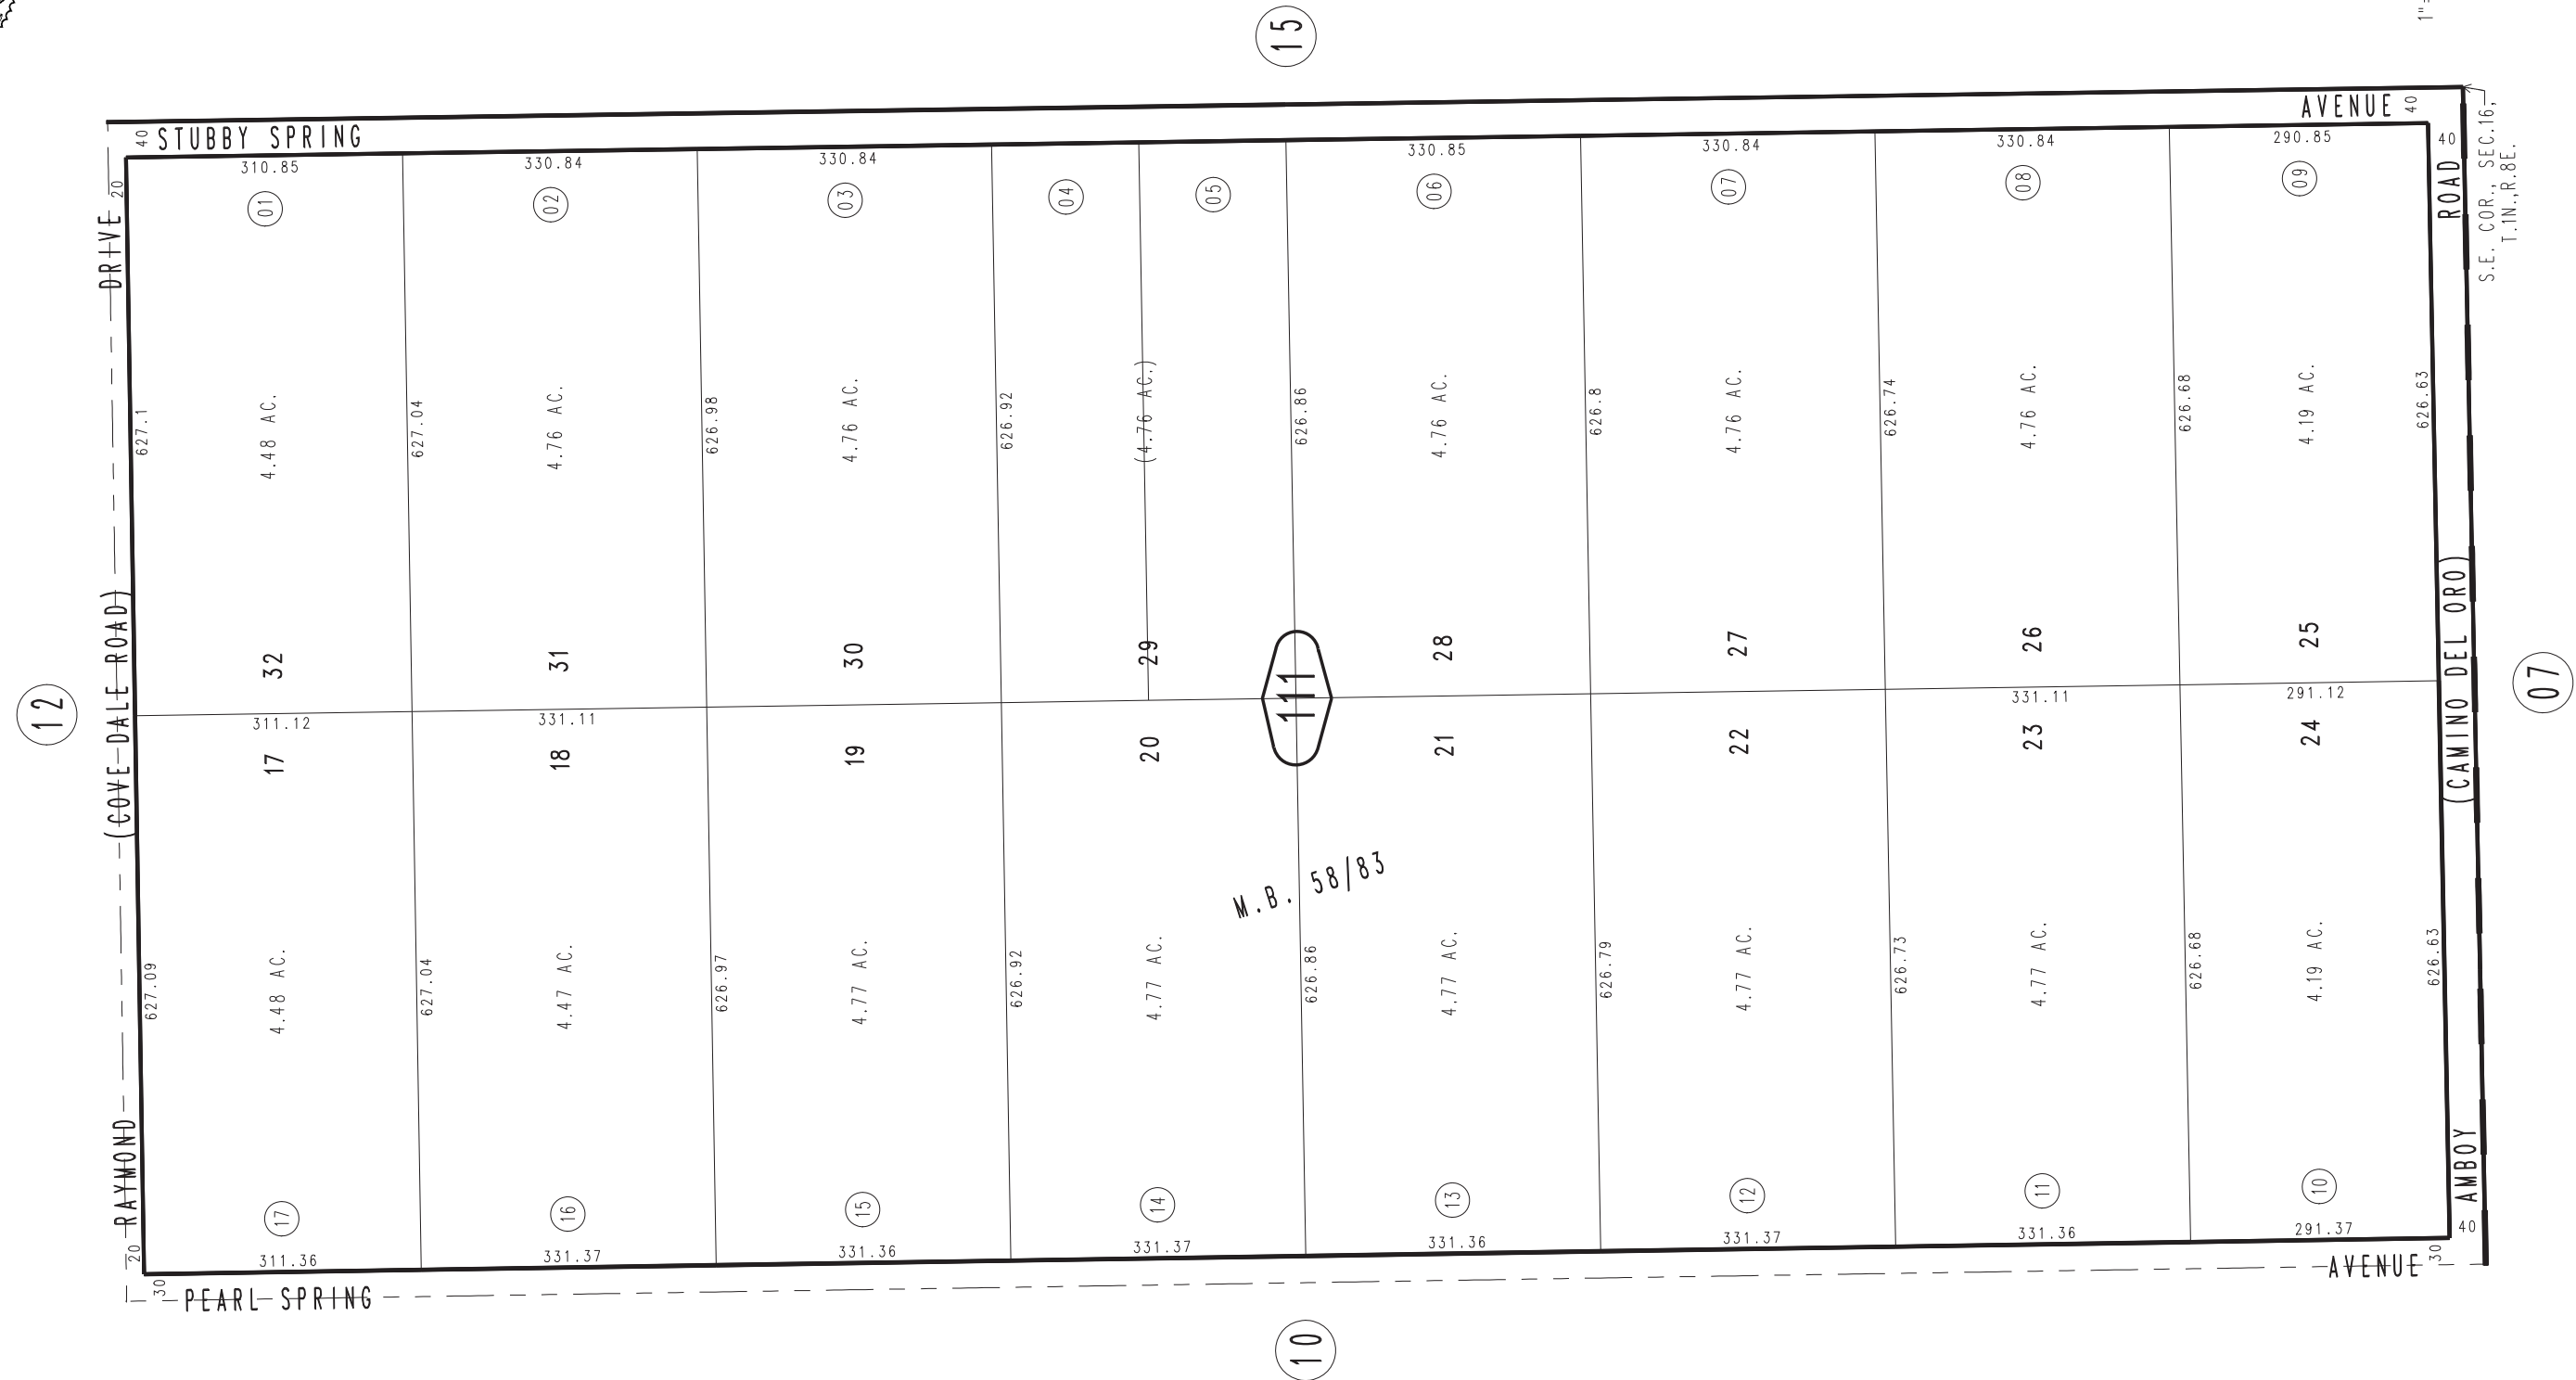 15
1"=
STUBBY SPRING
AVENUE
40
40
40
20
S.E. COR., SEC.16,
T.1N.,R.8E.
310.85
330.84
330.84
330.85
330.84
330.84
290.85
01
02
03
04
05
06
07
08
09
DRIVE
ROAD
627.1
4.48 AC.
627.04
4.76 AC.
626.98
4.76 AC.
626.92
(4.76 AC.)
626.86
4.76 AC.
626.8
4.76 AC.
626.74
4.76 AC.
626.68
4.19 AC.
626.63
(COVE DALE ROAD)
(CAMINO DEL ORO)
32
31
30
29
28
27
26
25
12
111
07
311.12
331.11
331.11
291.12
17
18
19
20
21
22
23
24
M.B. 58/83
627.09
4.48 AC.
627.04
4.47 AC.
626.97
4.77 AC.
626.92
4.77 AC.
626.86
4.77 AC.
626.79
4.77 AC.
626.73
4.77 AC.
626.68
4.19 AC.
626.63
RAYMOND
AMBOY
17
16
15
14
13
12
11
10
20
311.36
331.37
331.36
331.37
331.36
331.37
331.36
291.37
40
30
30
PEARL SPRING
AVENUE
10